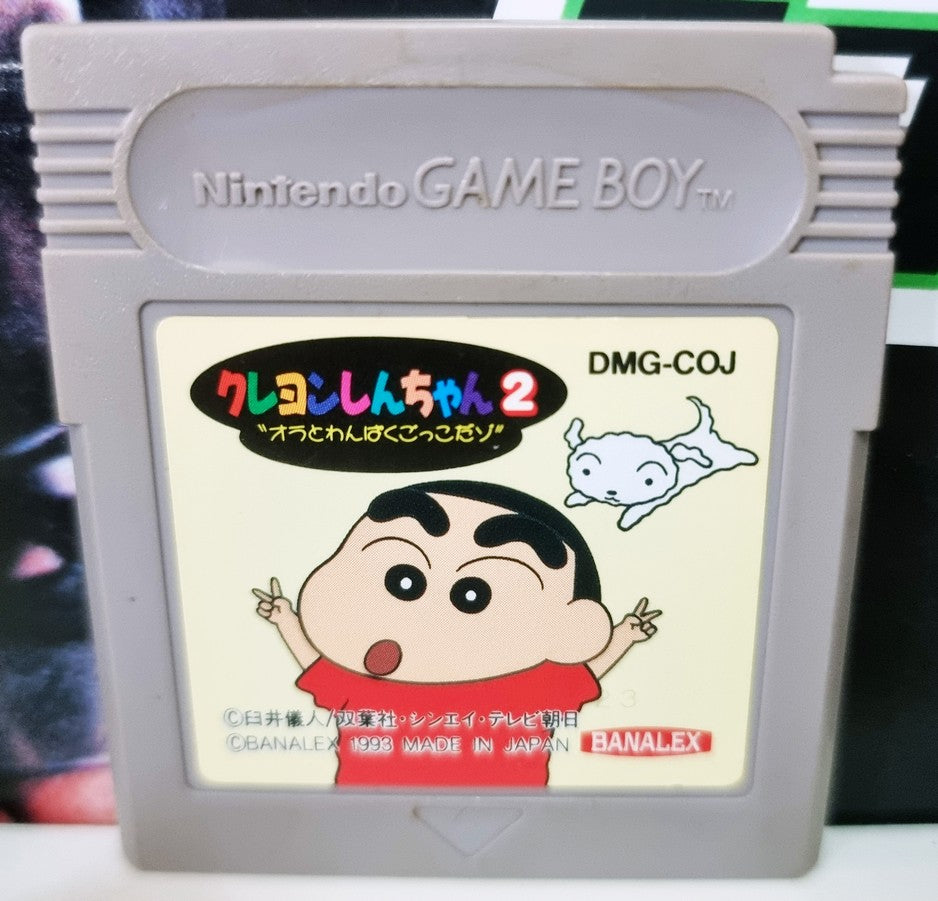 Nintendo GAME BOY TM
クレヨンしんちゃん2
"オラとわんぱくごっこだゾ"
DMG-COJ
©臼井儀人/双葉社・シンエイ・テレビ朝日
©BANALEX 1993 MADE IN JAPAN
BANALEX